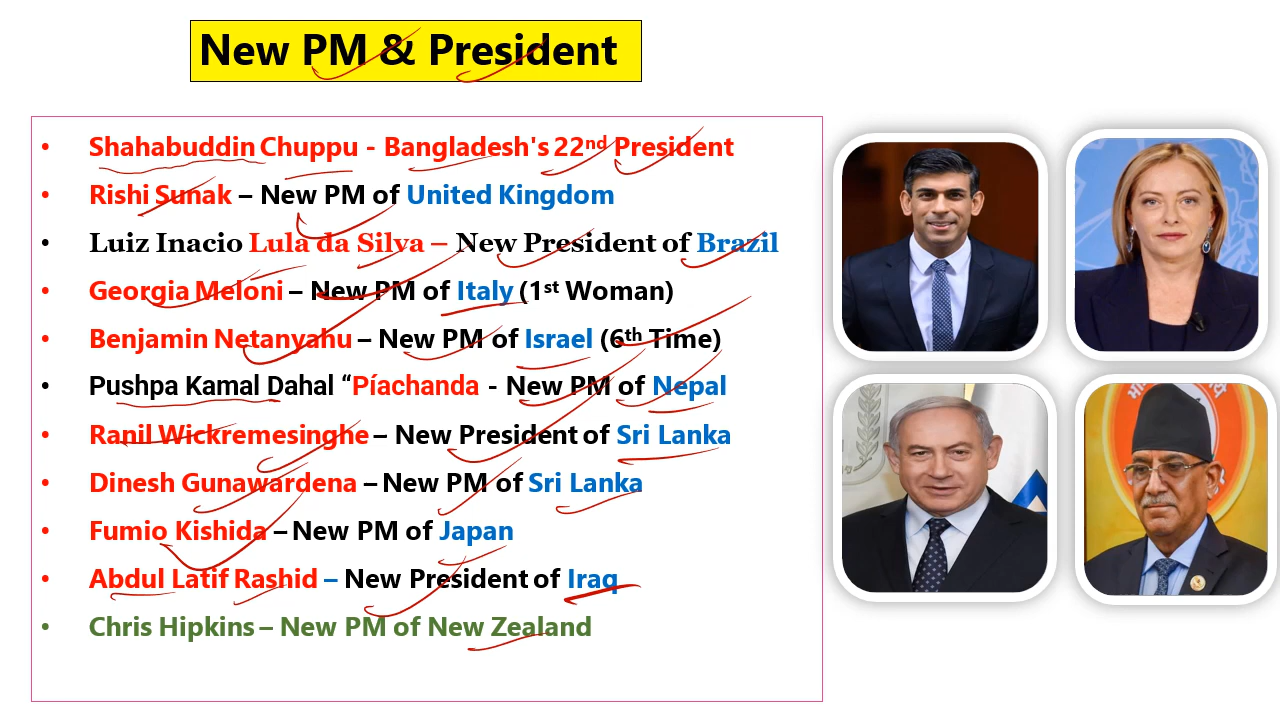 New PM & President
• Shahabuddin Chuppu - Bangladesh's 22nd President
• Rishi Sunak – New PM of United Kingdom
• Luiz Inacio Lula da Silva – New President of Brazil
• Georgia Meloni – New PM of Italy (1st Woman)
• Benjamin Netanyahu – New PM of Israel (6th Time)
• Pushpa Kamal Dahal “Píachanda - New PM of Nepal
• Ranil Wickremesinghe – New President of Sri Lanka
• Dinesh Gunawardena – New PM of Sri Lanka
• Fumio Kishida – New PM of Japan
• Abdul Latif Rashid – New President of Iraq
• Chris Hipkins – New PM of New Zealand